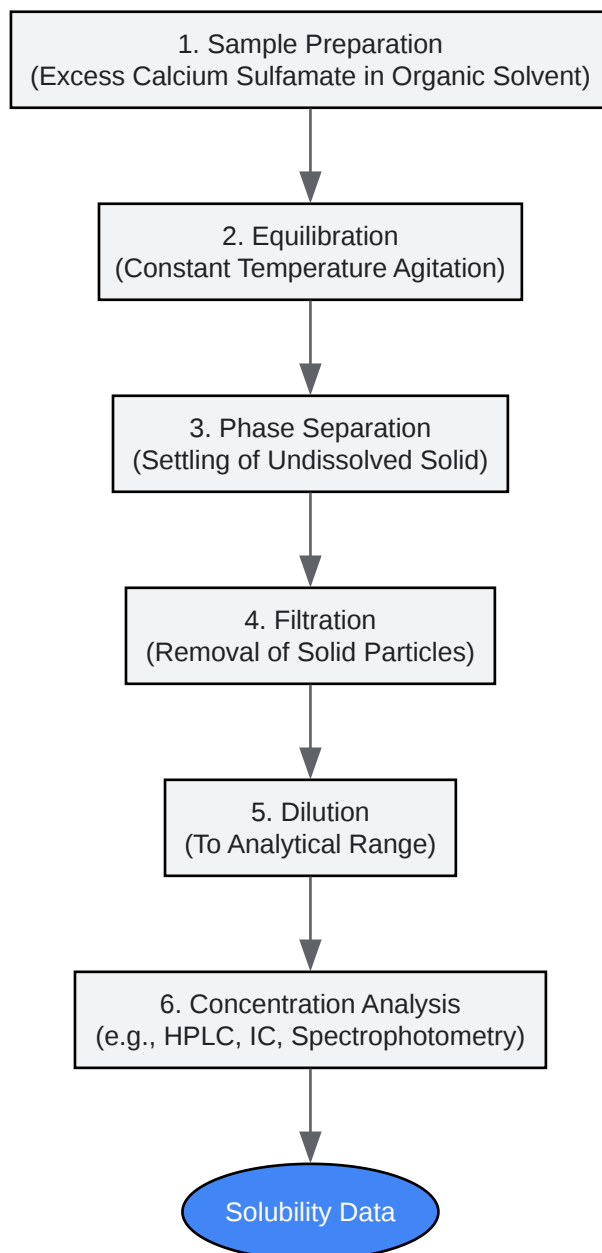 1. Sample Preparation
(Excess Calcium Sulfamate in Organic Solvent)
2. Equilibration
(Constant Temperature Agitation)
3. Phase Separation
(Settling of Undissolved Solid)
4. Filtration
(Removal of Solid Particles)
5. Dilution
(To Analytical Range)
6. Concentration Analysis
(e.g., HPLC, IC, Spectrophotometry)
Solubility Data